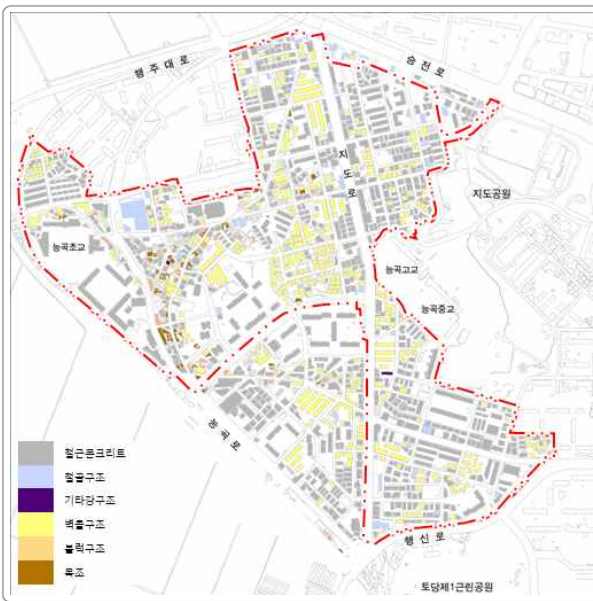 행주대로
승전로
지도로
지도공원
능곡초교
능곡고교
능곡중교
능곡로
행신로
토당제1근린공원
철근콘크리트
철골구조
기타강구조
벽돌구조
블럭구조
목조